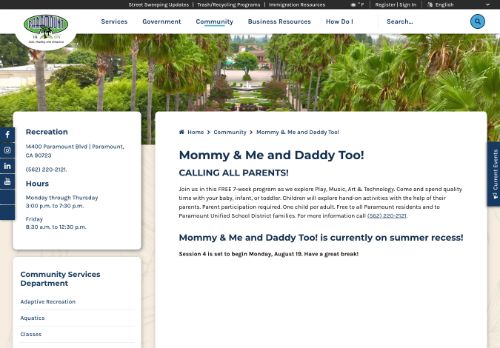 Street Sweeping Updates | Trash/Recycling Programs | Immigration Resources
° F | Register | Sign In | English
PARAMOUNT
Services Government Community Business Resources How Do I Search...
Recreation
14400 Paramount Blvd | Paramount,
CA 90723
(562) 220-2121.
Hours
Monday through Thursday
3:00 p.m. to 7:30 p.m.
Friday
8:30 a.m. to 12:30 p.m.
Community Services
Department
Adaptive Recreation
Aquatics
Classes
Home > Community > Mommy & Me and Daddy Too!
Mommy & Me and Daddy Too!
CALLING ALL PARENTS!
Join us in this FREE 7-week program as we explore Play, Music, Art & Technology. Come and spend quality
time with your baby, infant, or toddler. Children will explore hand-on activities with the help of their
parents. Parent participation required. One child per adult. Free to all Paramount residents and to
Paramount Unified School District families. For more information call (562) 220-2121.
Mommy & Me and Daddy Too! is currently on summer recess!
Session 4 is set to begin Monday, August 19. Have a great break!
Current Events